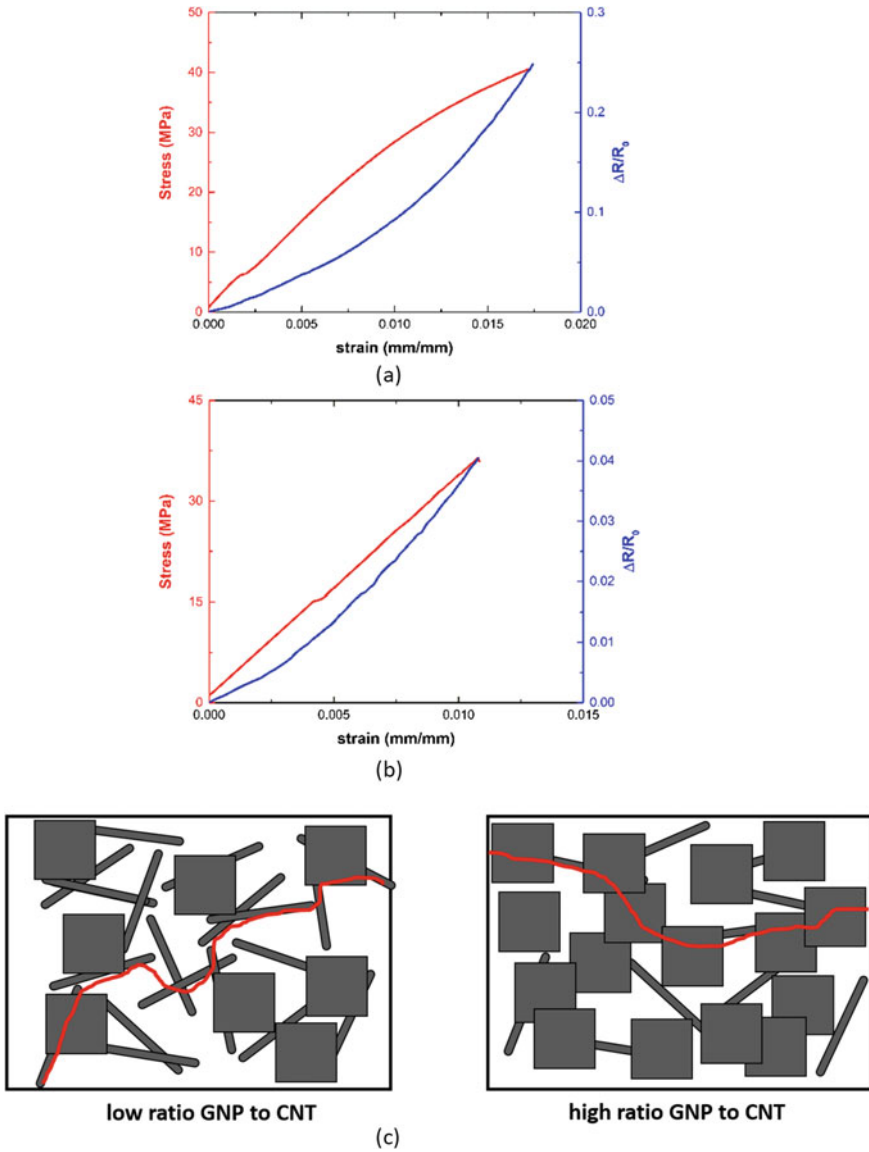 50
40
30
20
10
0
Stress (MPa)
0.3
0.2
0.1
0.0
ΔR/R₀
0.000
0.005
0.010
0.015
0.020
strain (mm/mm)
(a)
45
30
15
0
Stress (MPa)
0.05
0.04
0.03
0.02
0.01
0.00
ΔR/R₀
0.000
0.005
0.010
0.015
strain (mm/mm)
(b)
low ratio GNP to CNT
high ratio GNP to CNT
(c)